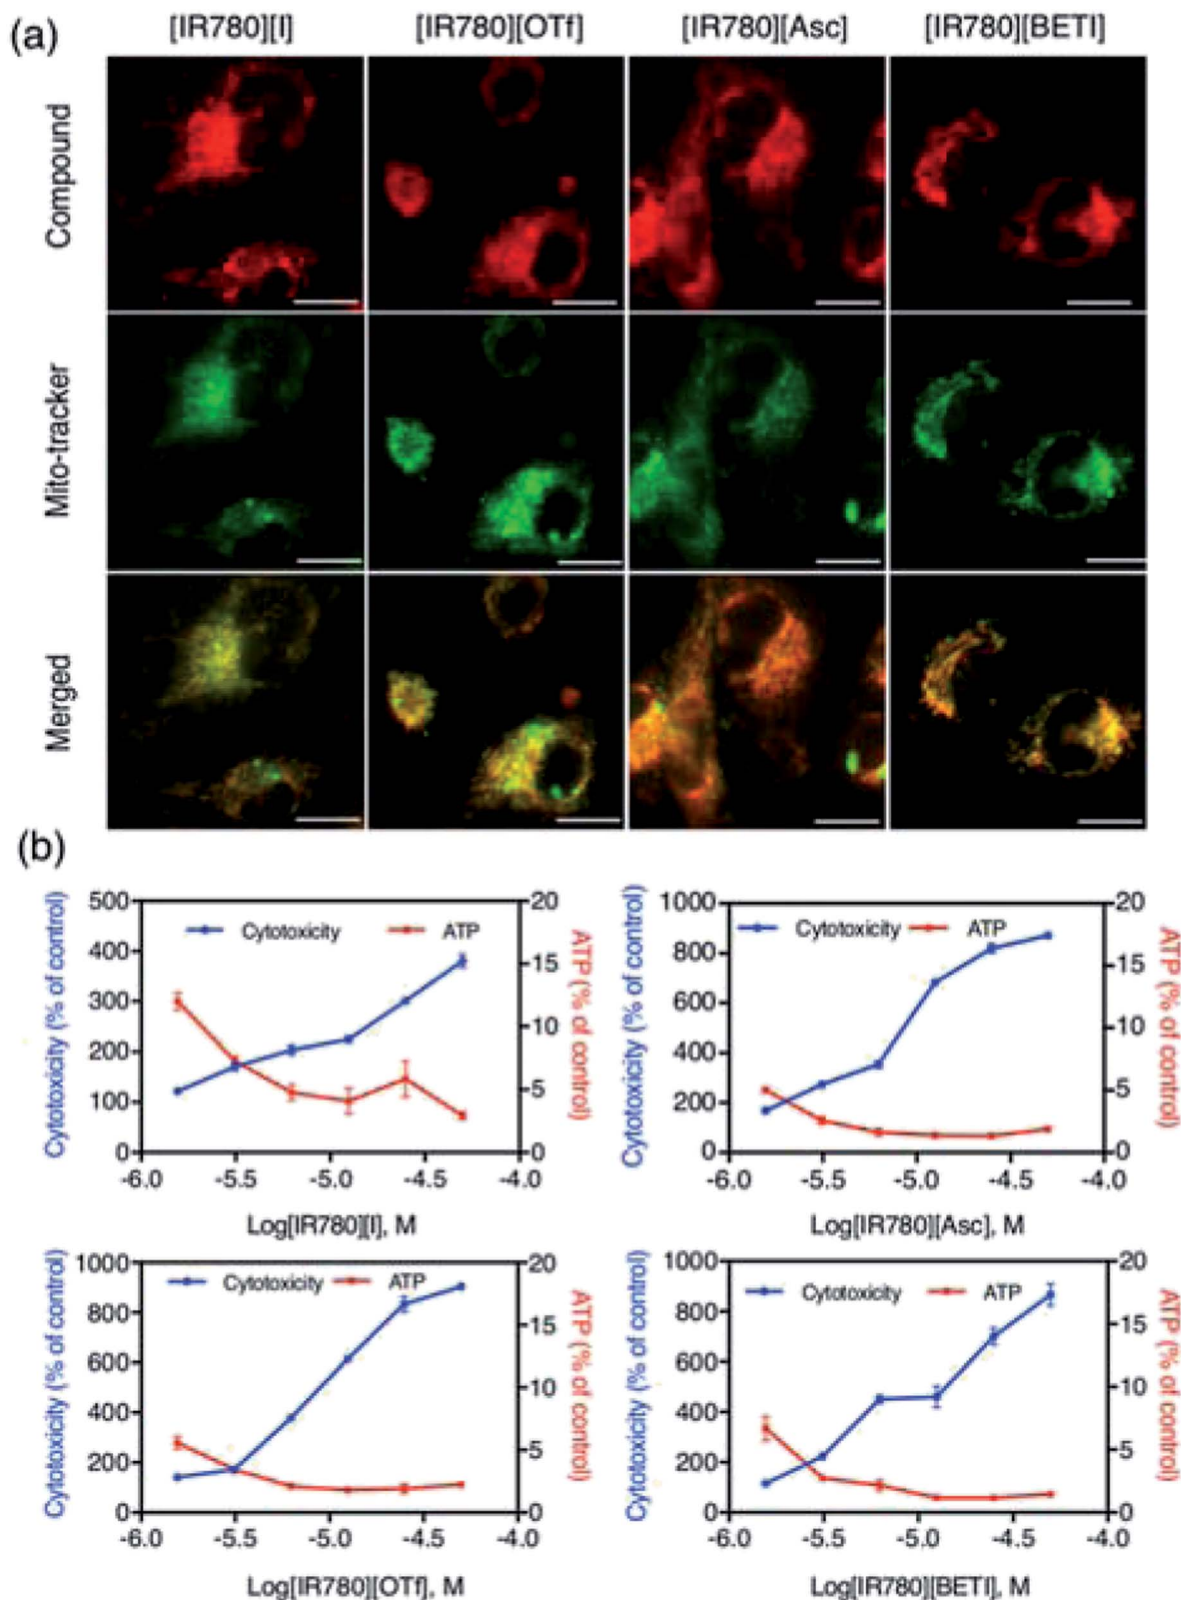 (a)
[IR780][I] [IR780][OTf] [IR780][Asc] [IR780][BETI]
Compound
Mito-tracker
Merged
(b)
Cytotoxicity (% of control)
500
400
300
200
100
0
Cytotoxicity ATP
20
15
10
5
0
ATP (% of control)
-6.0 -5.5 -5.0 -4.5 -4.0
Log[IR780][I], M
Cytotoxicity (% of control)
1000
800
600
400
200
0
Cytotoxicity ATP
20
15
10
5
0
ATP (% of control)
-6.0 -5.5 -5.0 -4.5 -4.0
Log[IR780][Asc], M
Cytotoxicity (% of control)
1000
800
600
400
200
0
Cytotoxicity ATP
20
15
10
5
0
ATP (% of control)
-6.0 -5.5 -5.0 -4.5 -4.0
Log[IR780][OTf], M
Cytotoxicity (% of control)
1000
800
600
400
200
0
Cytotoxicity ATP
20
15
10
5
0
ATP (% of control)
-6.0 -5.5 -5.0 -4.5 -4.0
Log[IR780][BETI], M